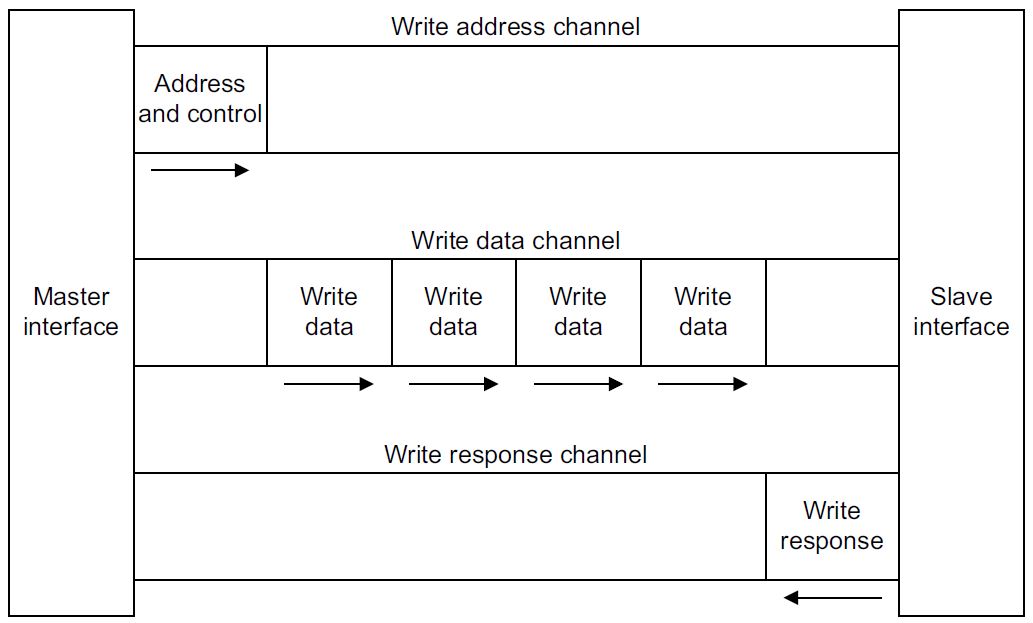 Write address channel
Address
and control
Write data channel
Master
interface
Write
data
Write
data
Write
data
Write
data
Slave
interface
Write response channel
Write
response